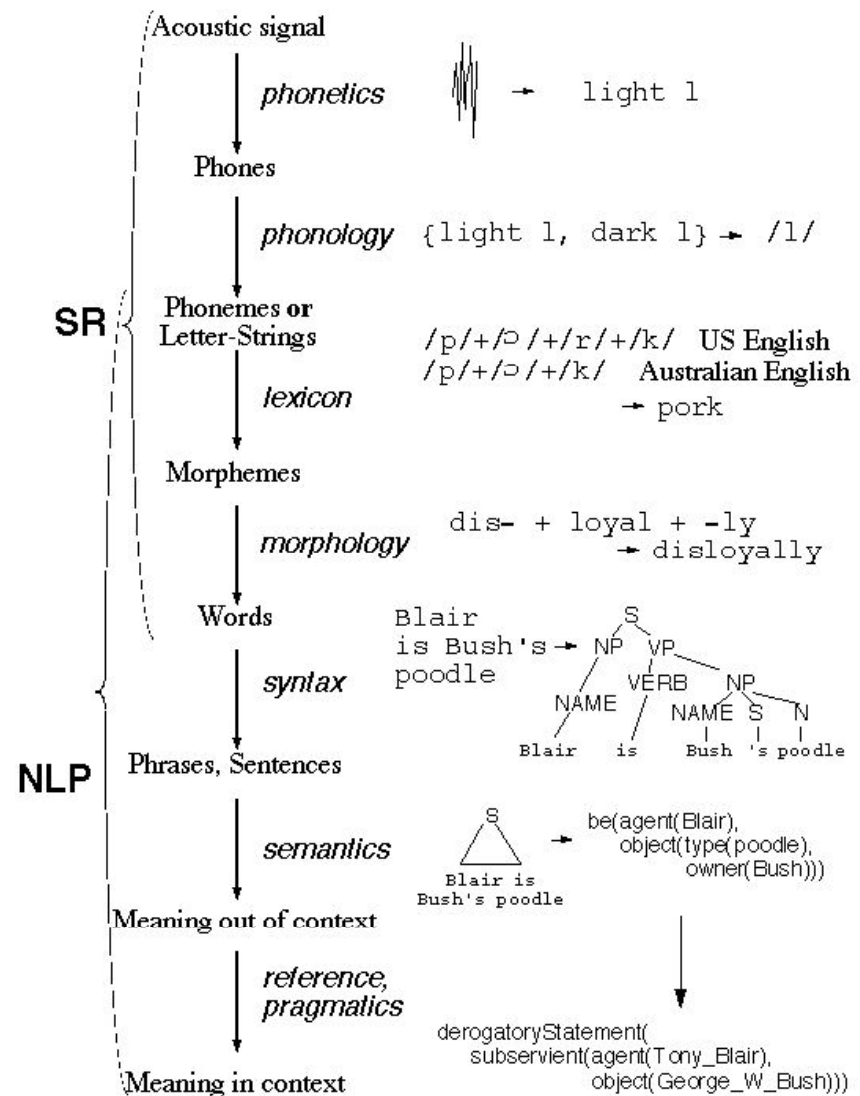 Acoustic signal
phonetics
→ light l
Phones
phonology
{light l, dark l} → /l/
SR
Phonemes or
Letter-Strings
/p/+/ɔ/+/r/+/k/ US English
/p/+/ɔ/+/k/ Australian English
→ pork
lexicon
Morphemes
morphology
dis- + loyal + -ly
→ disloyally
Words
Blair
is Bush's →
poodle
S
NP VP
VERB NP
NAME NAME S N
Blair is Bush 's poodle
syntax
NLP
Phrases, Sentences
semantics
S
Blair is
Bush's poodle
→ be(agent(Blair),
object(type(poodle),
owner(Bush)))
Meaning out of context
reference,
pragmatics
derogatoryStatement(
subservient(agent(Tony_Blair),
object(George_W_Bush)))
Meaning in context